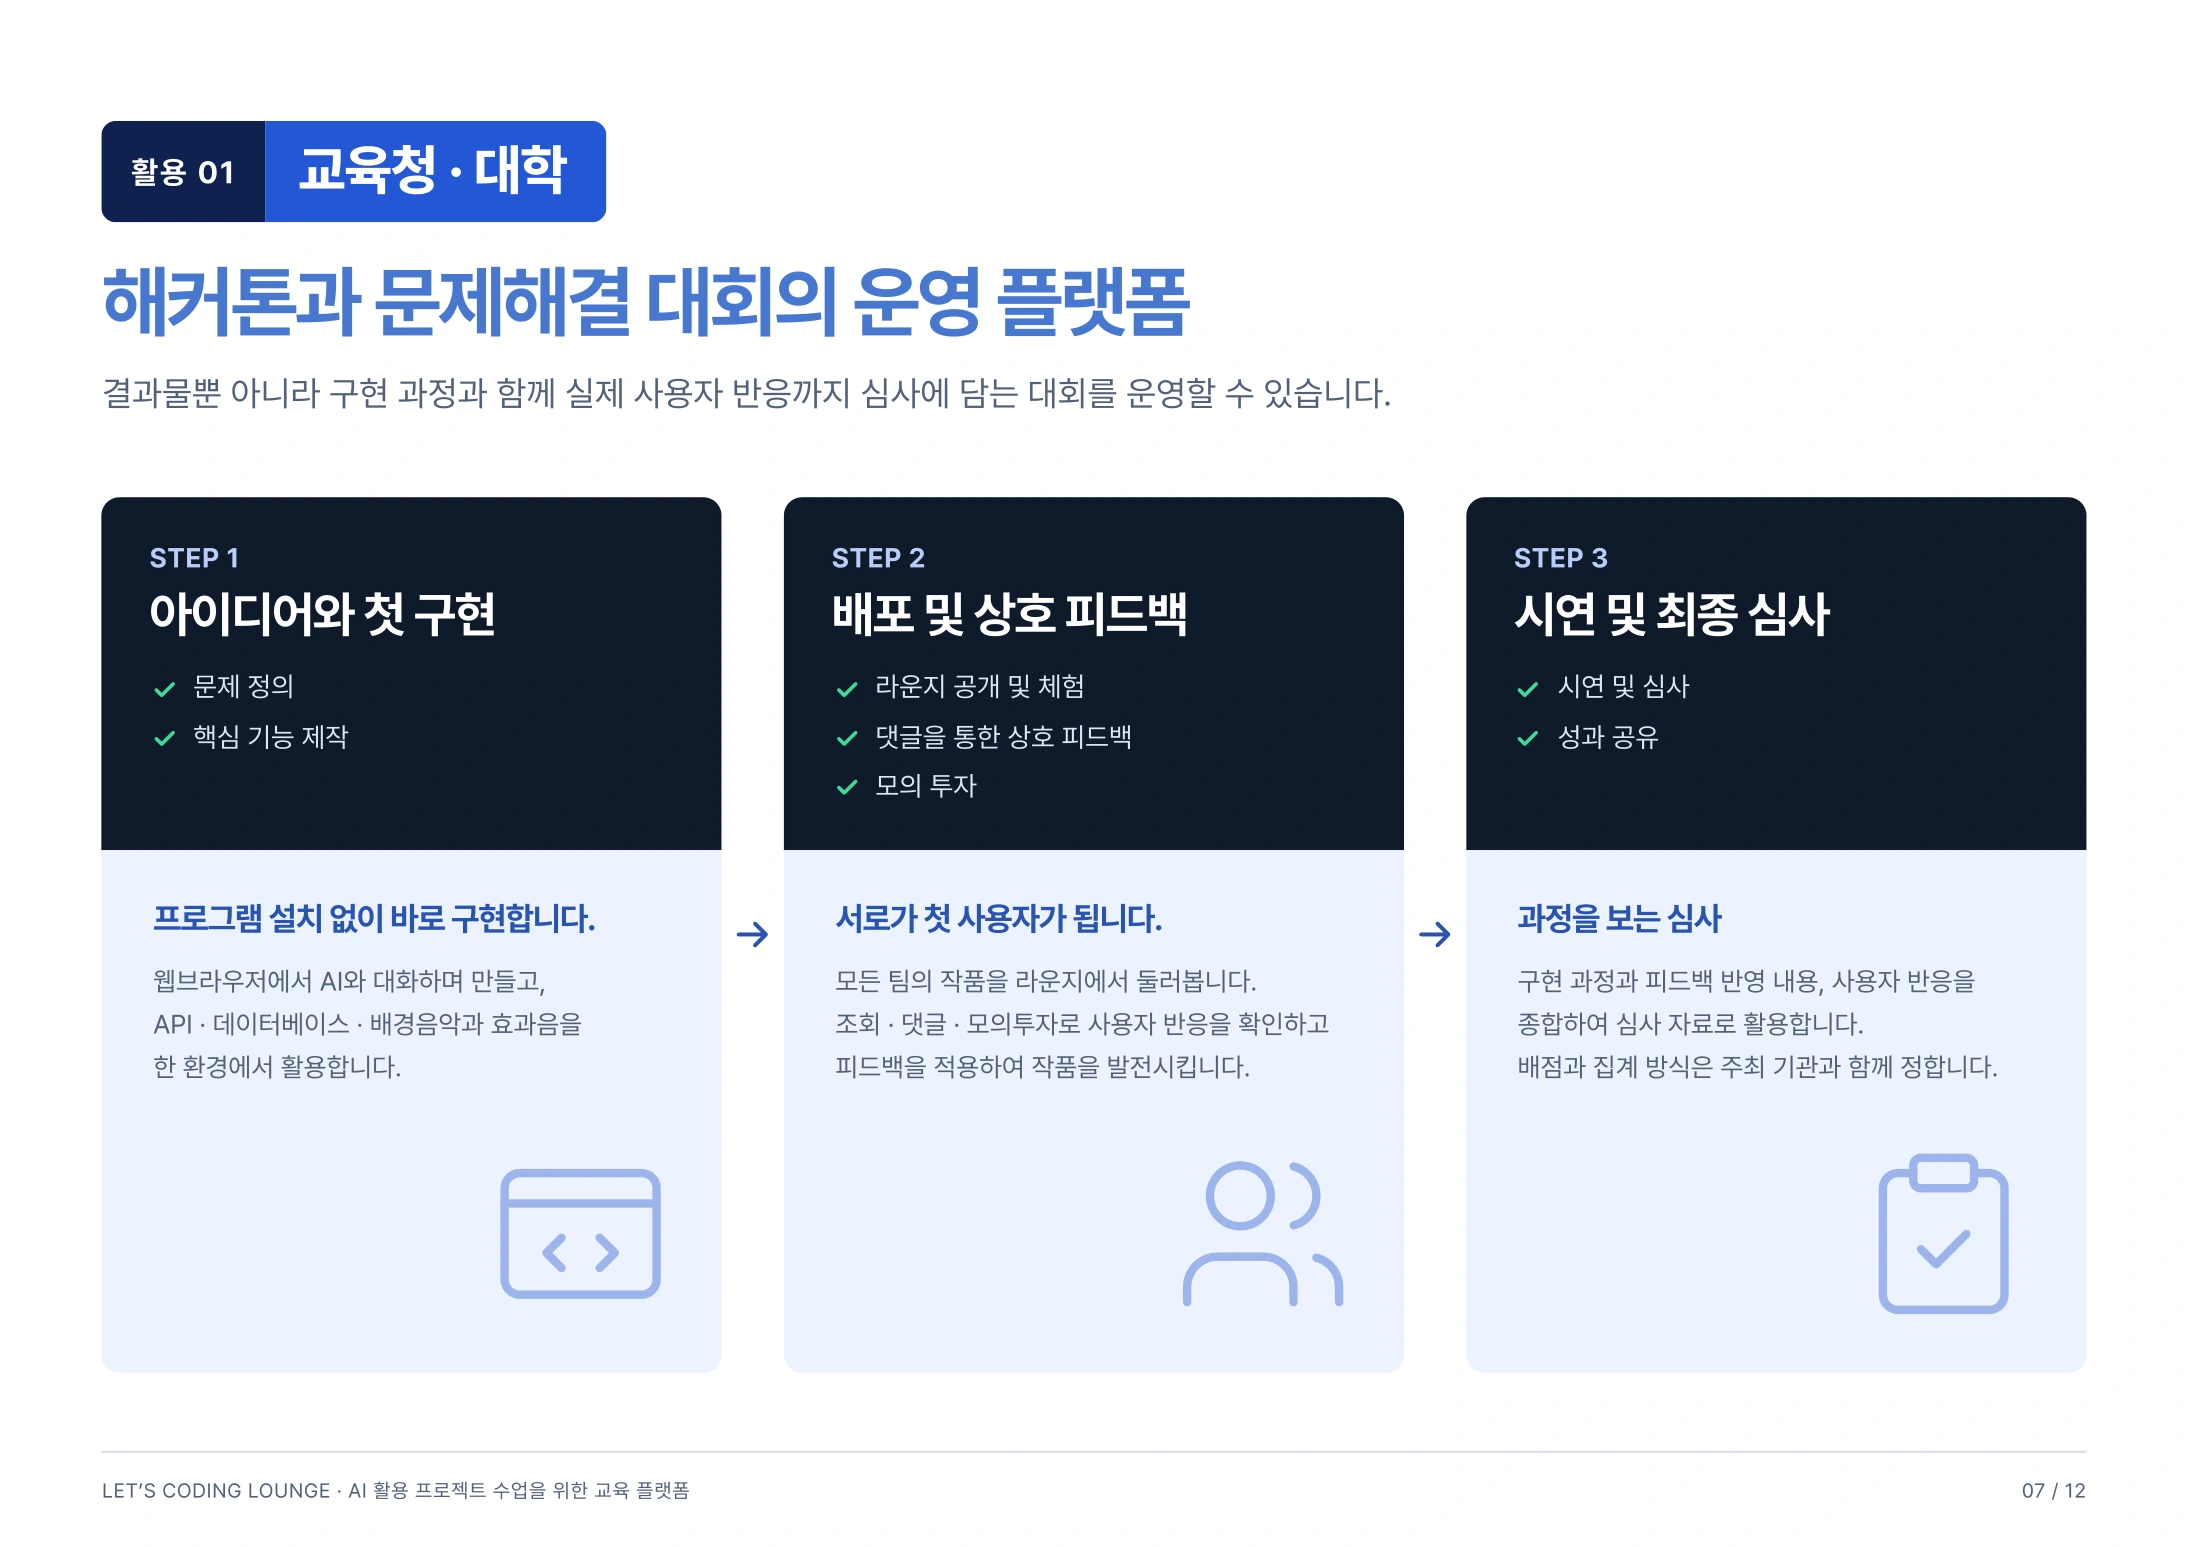 활용 01
교육청 · 대학
해커톤과 문제해결 대회의 운영 플랫폼
결과물뿐 아니라 구현 과정과 함께 실제 사용자 반응까지 심사에 담는 대회를 운영할 수 있습니다.
STEP 1
아이디어와 첫 구현
문제 정의
핵심 기능 제작
프로그램 설치 없이 바로 구현합니다.
웹브라우저에서 AI와 대화하며 만들고,
API · 데이터베이스 · 배경음악과 효과음을
한 환경에서 활용합니다.
STEP 2
배포 및 상호 피드백
라운지 공개 및 체험
댓글을 통한 상호 피드백
모의 투자
서로가 첫 사용자가 됩니다.
모든 팀의 작품을 라운지에서 둘러봅니다.
조회 · 댓글 · 모의투자로 사용자 반응을 확인하고
피드백을 적용하여 작품을 발전시킵니다.
STEP 3
시연 및 최종 심사
시연 및 심사
성과 공유
과정을 보는 심사
구현 과정과 피드백 반영 내용, 사용자 반응을
종합하여 심사 자료로 활용합니다.
배점과 집계 방식은 주최 기관과 함께 정합니다.
LET’S CODING LOUNGE · AI 활용 프로젝트 수업을 위한 교육 플랫폼
07 / 12